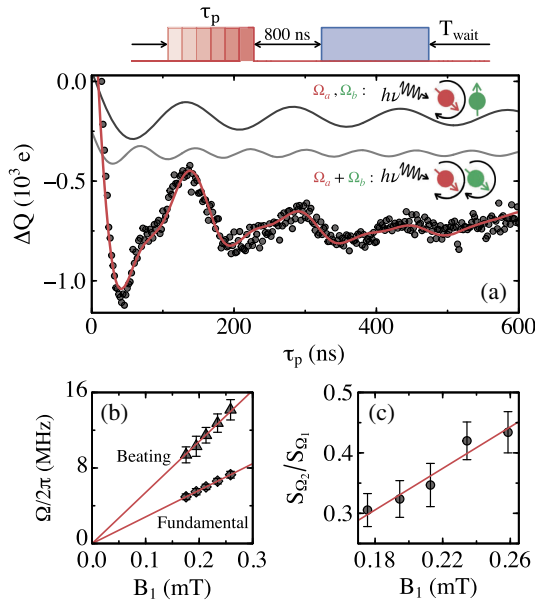 τp
800 ns
Twait
0.0
−0.5
−1.0
ΔQ (10³ e)
Ωa, Ωb : hν
Ωa + Ωb : hν
(a)
0
200
400
600
τp (ns)
16
8
0
Ω/2π (MHz)
(b)
Beating
Fundamental
0.0
0.1
0.2
0.3
B1 (mT)
0.5
0.4
0.3
SΩ2/SΩ1
(c)
0.18
0.22
0.26
B1 (mT)